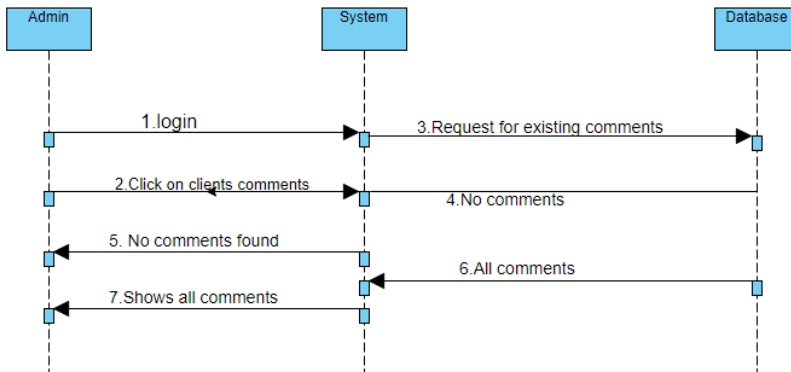 Admin
System
Database
1.login
3.Request for existing comments
2.Click on clients comments
4.No comments
5. No comments found
6.All comments
7.Shows all comments